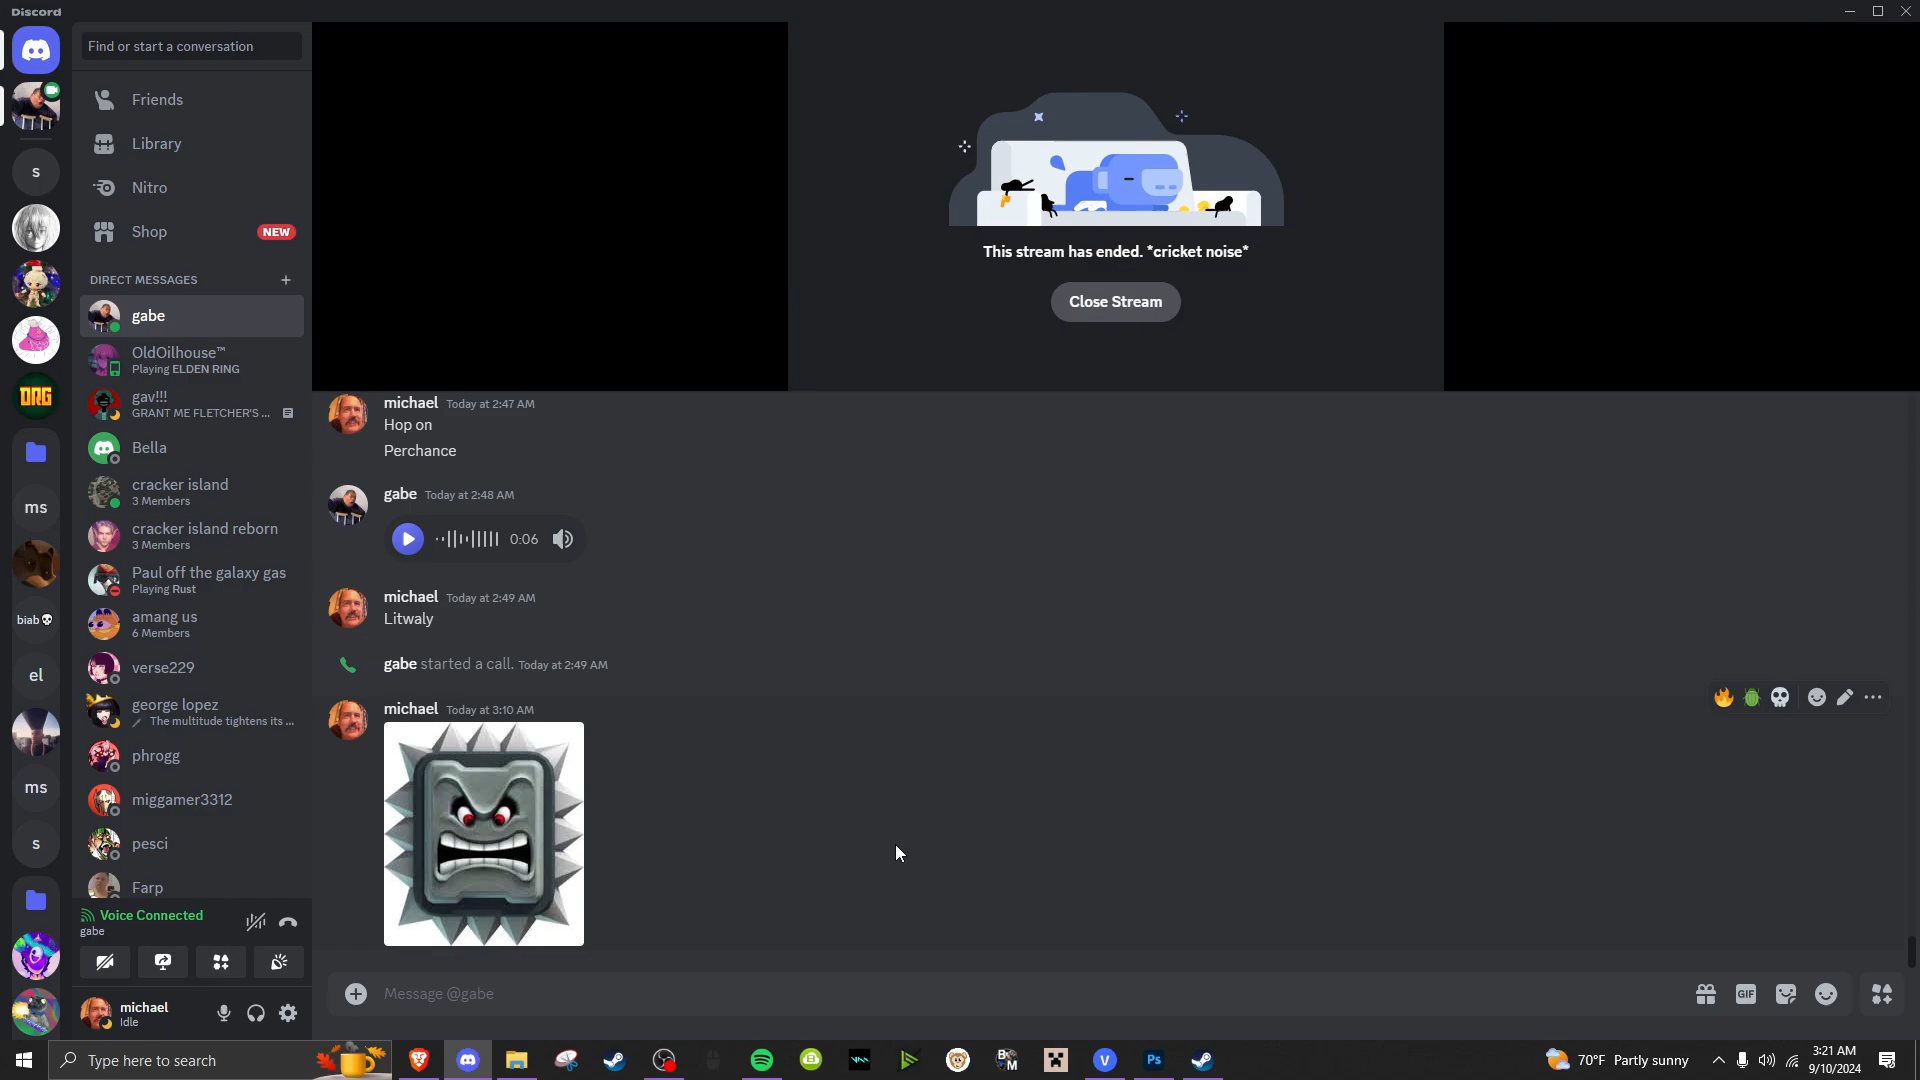 Discord
Find or start a conversation
Friends
Library
Nitro
Shop
NEW
DIRECT MESSAGES
gabe
OldOilhouse™
Playing ELDEN RING
gav!!!
GRANT ME FLETCHER'S ...
Bella
cracker island
3 Members
cracker island reborn
3 Members
Paul off the galaxy gas
Playing Rust
amang us
6 Members
verse229
george lopez
The multitude tightens its ...
phrogg
miggamer3312
pesci
Farp
Voice Connected
gabe
michael
Idle
s
ORG
ms
biab
el
ms
s
This stream has ended. *cricket noise*
Close Stream
michael Today at 2:47 AM
Hop on
Perchance
gabe Today at 2:48 AM
0:06
michael Today at 2:49 AM
Litwaly
gabe started a call. Today at 2:49 AM
michael Today at 3:10 AM
Message @gabe
GIF
Type here to search
V
Ps
70°F Partly sunny
3:21 AM
9/10/2024